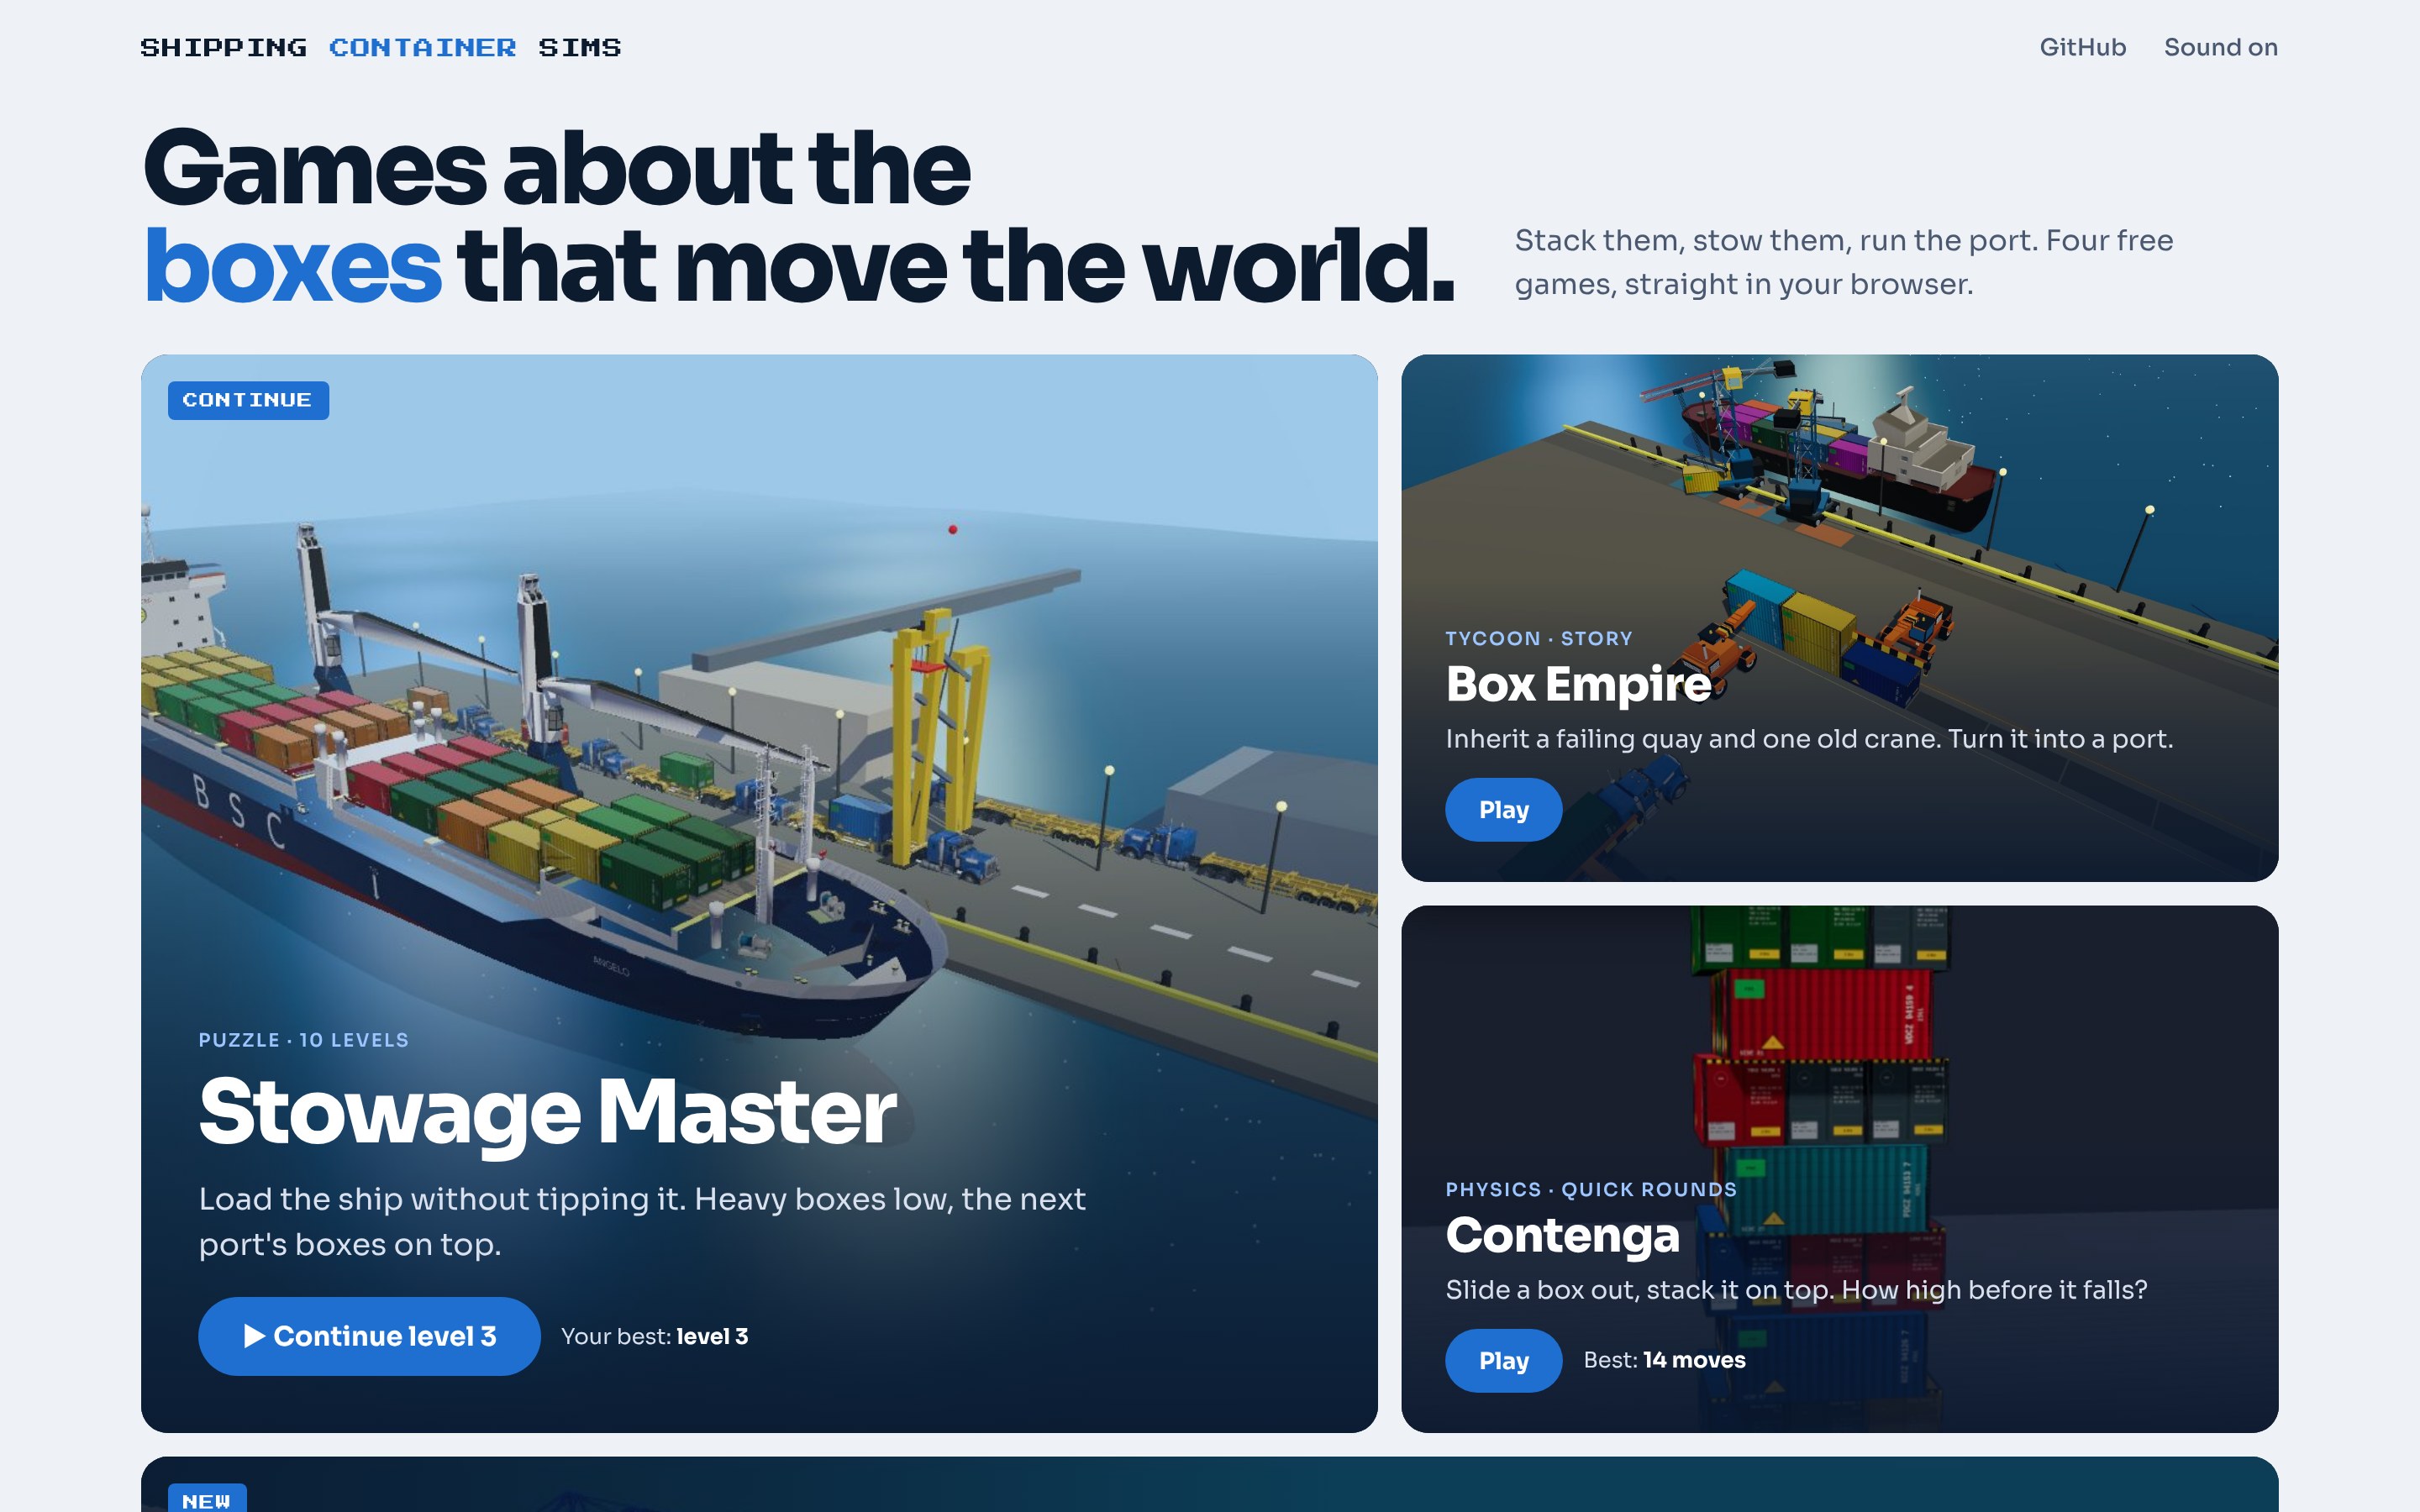 SHIPPING CONTAINER SIMS
GitHub Sound on
Games about the
boxes that move the world.
Stack them, stow them, run the port. Four free
games, straight in your browser.
CONTINUE
BSC
ANGELO
PUZZLE · 10 LEVELS
Stowage Master
Load the ship without tipping it. Heavy boxes low, the next
port's boxes on top.
▶ Continue level 3
Your best: level 3
TYCOON · STORY
Box Empire
Inherit a failing quay and one old crane. Turn it into a port.
Play
PHYSICS · QUICK ROUNDS
Contenga
Slide a box out, stack it on top. How high before it falls?
Play
Best: 14 moves
NEW